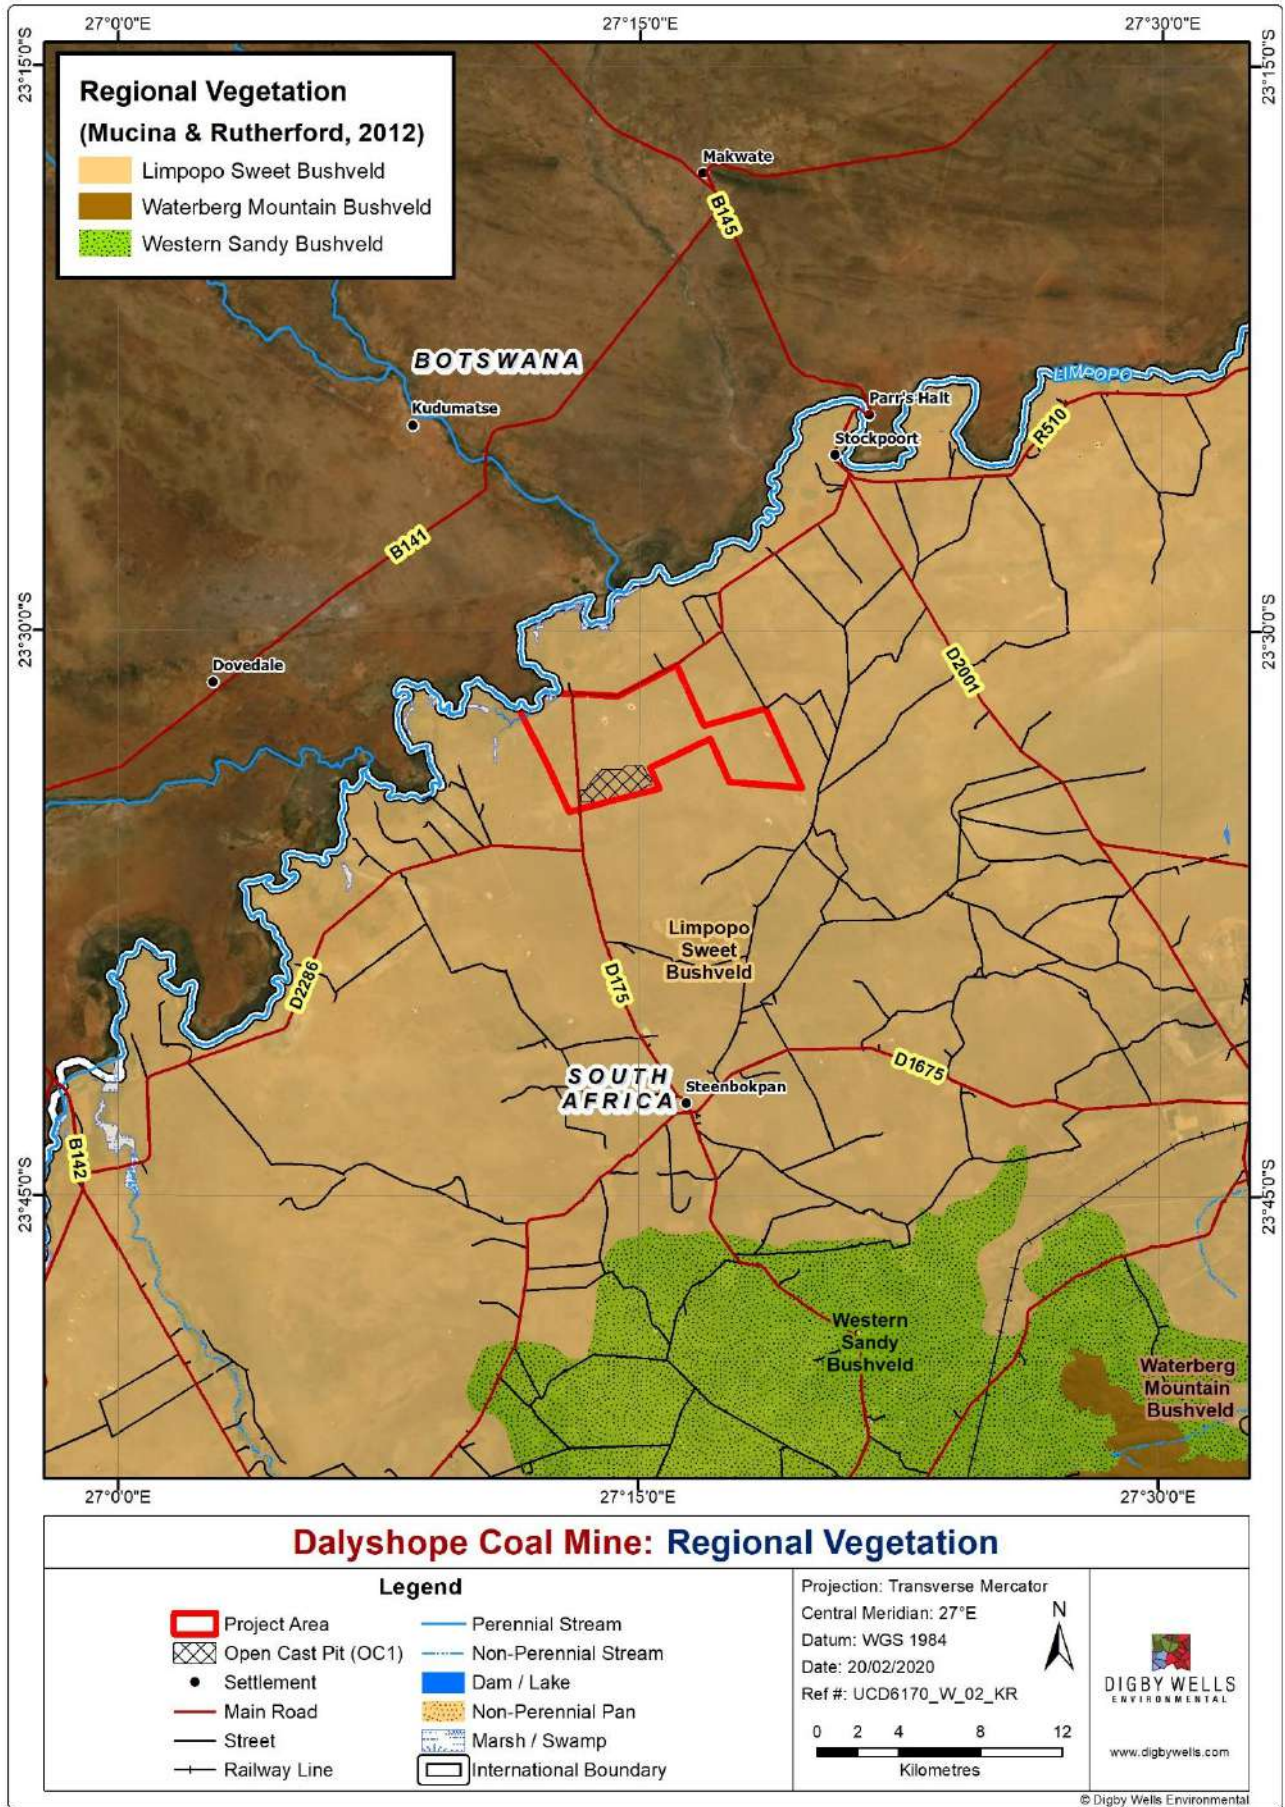 27°0'0"E
27°15'0"E
27°30'0"E
23°15'0"S
23°15'0"S
Regional Vegetation
(Mucina & Rutherford, 2012)
Limpopo Sweet Bushveld
Waterberg Mountain Bushveld
Western Sandy Bushveld
Makwate
B145
BOTSWANA
LIMPOPO
Kudumatse
Parr's Halt
R510
Stockpoort
B141
23°30'0"S
23°30'0"S
D2001
Dovedale
Limpopo
Sweet
Bushveld
D2286
D175
D1675
SOUTH
AFRICA
Steenbokpan
B142
23°45'0"S
23°45'0"S
Western
Sandy
Bushveld
Waterberg
Mountain
Bushveld
27°0'0"E
27°15'0"E
27°30'0"E
Dalyshope Coal Mine: Regional Vegetation
Legend
Project Area
Open Cast Pit (OC1)
Settlement
Main Road
Street
Railway Line
Perennial Stream
Non-Perennial Stream
Dam / Lake
Non-Perennial Pan
Marsh / Swamp
International Boundary
Projection: Transverse Mercator
Central Meridian: 27°E
Datum: WGS 1984
Date: 20/02/2020
Ref #: UCD6170_W_02_KR
N
0 2 4 8 12
Kilometres
DIGBY WELLS
ENVIRONMENTAL
www.digbywells.com
© Digby Wells Environmental